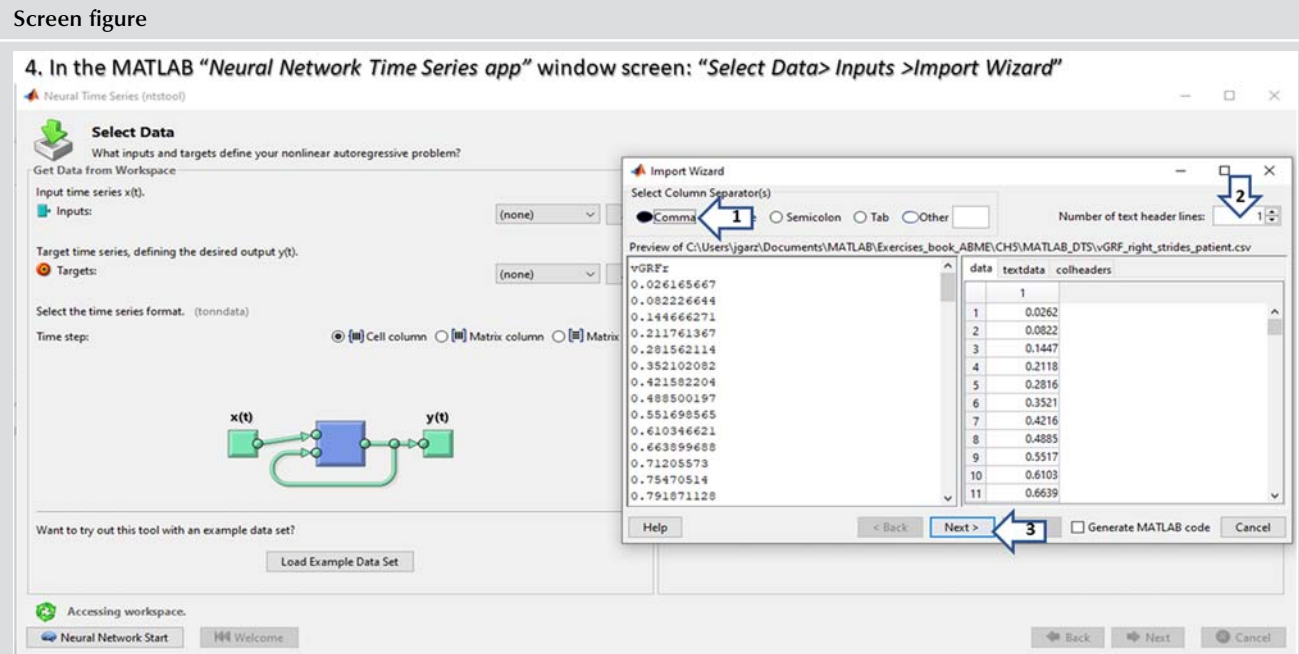 Screen figure
4. In the MATLAB “Neural Network Time Series app” window screen: “Select Data> Inputs >Import Wizard”
Neural Time Series (ntstool)
Select Data
What inputs and targets define your nonlinear autoregressive problem?
Get Data from Workspace
Input time series x(t).
Inputs:
(none)
Target time series, defining the desired output y(t).
Targets:
(none)
Select the time series format. (tonndata)
Time step:
Cell column
Matrix column
Matrix
x(t)
y(t)
Want to try out this tool with an example data set?
Load Example Data Set
Accessing workspace.
Neural Network Start
Welcome
Back
Next
Cancel
Import Wizard
Select Column Separator(s)
Comma
1
Semicolon
Tab
Other
Number of text header lines:
2
1
Preview of C:\Users\jgarz\Documents\MATLAB\Exercises_book_ABME\CH5\MATLAB_DTS\vGRF_right_strides_patient.csv
vGRFr
0.026165667
0.082226644
0.144666271
0.211761367
0.281562114
0.352102082
0.421582204
0.488500197
0.551698565
0.610346621
0.663899688
0.71205573
0.75470514
0.791871128
data textdata colheaders
1
1 0.0262
2 0.0822
3 0.1447
4 0.2118
5 0.2816
6 0.3521
7 0.4216
8 0.4885
9 0.5517
10 0.6103
11 0.6639
Help
< Back
Next >
3
Generate MATLAB code
Cancel